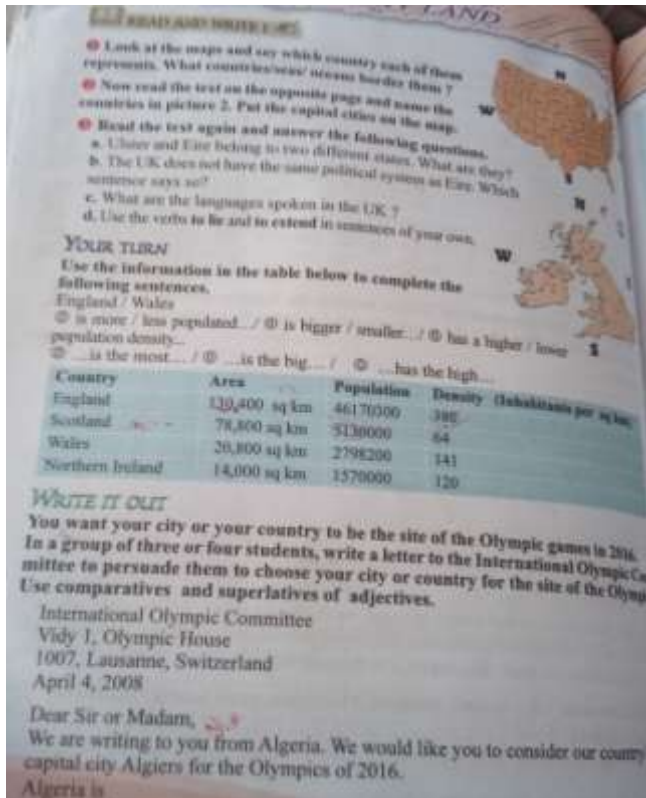 LAND
READ AND WRITE
Look at the maps and say which country each of them
represents. What countries/seas/ oceans border them ?
Now read the text on the opposite page and name the
countries in picture 2. Put the capital cities on the map.
Read the text again and answer the following questions.
a. Ulster and Eire belong to two different states. What are they?
b. The UK does not have the same political system as Eire. Which
sentence says so?
c. What are the languages spoken in the UK ?
d. Use the verbs to lie and to extend in sentences of your own.
N
W
S
N
W
S
YOUR TURN
Use the information in the table below to complete the
following sentences.
England / Wales
is more / less populated.../ is bigger / smaller.../ has a higher / lower
population density...
...is the most... / ...is the big... / ...has the high...
Country Area Population Density (Inhabitants per sq km)
England 130,400 sq km 46170300 380
Scotland 78,800 sq km 5130000 64
Wales 20,800 sq km 2798200 141
Northern Ireland 14,000 sq km 1570000 120
WRITE IT OUT
You want your city or your country to be the site of the Olympic games in 2016.
In a group of three or four students, write a letter to the International Olympic Co
mittee to persuade them to choose your city or country for the site of the Olymp
Use comparatives and superlatives of adjectives.
International Olympic Committee
Vidy 1, Olympic House
1007, Lausanne, Switzerland
April 4, 2008
Dear Sir or Madam,
We are writing to you from Algeria. We would like you to consider our country
capital city Algiers for the Olympics of 2016.
Algeria is